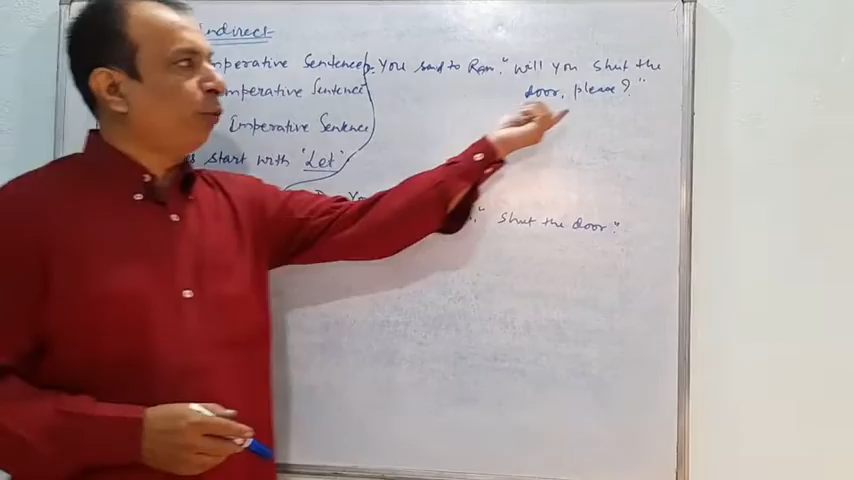 Indirect
Imperative Sentence
You said to Ram, "Will you Shut the
door, please?"
Imperative Sentence
Imperative Sentence
start with "Let"
Shut the door."